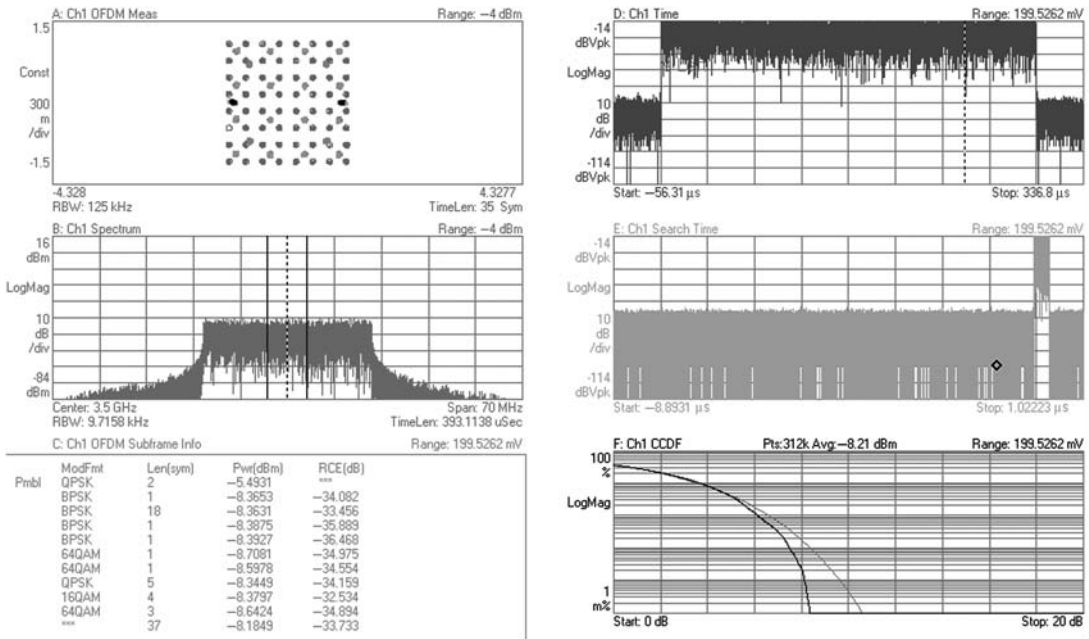 A: Ch1 OFDM Meas Range: −4 dBm
1.5
Const
300
m
/div
-1.5
-4.328 4.3277
RBW: 125 kHz TimeLen: 35 Sym
B: Ch1 Spectrum Range: −4 dBm
16
dBm
LogMag
10
dB
/div
-84
dBm
Center: 3.5 GHz Span: 70 MHz
RBW: 9.7158 kHz TimeLen: 393.1138 uSec
C: Ch1 OFDM Subframe Info Range: 199.5262 mV
ModFmt Len(sym) Pwr(dBm) RCE(dB)
Pmbl QPSK 2 −5.4931 ***
BPSK 1 −8.3653 −34.082
BPSK 18 −8.3631 −33.456
BPSK 1 −8.3875 −35.889
BPSK 1 −8.3927 −36.468
64QAM 1 −8.7081 −34.975
64QAM 1 −8.5978 −34.554
QPSK 5 −8.3449 −34.159
16QAM 4 −8.3797 −32.534
64QAM 3 −8.6424 −34.894
*** 37 −8.1849 −33.733
D: Ch1 Time Range: 199.5262 mV
-14
dBVpk
LogMag
10
dB
/div
-114
dBVpk
Start: −56.31 μs Stop: 336.8 μs
E: Ch1 Search Time Range: 199.5262 mV
-14
dBVpk
LogMag
10
dB
/div
-114
dBVpk
Start: −8.8931 μs Stop: 1.02223 μs
F: Ch1 CCDF Pts:312k Avg:−8.21 dBm Range: 199.5262 mV
100
%
LogMag
1
m%
Start: 0 dB Stop: 20 dB